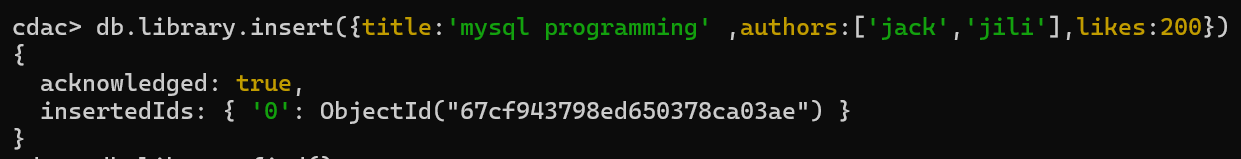 cdac> db.library.insert({title:'mysql programming' ,authors:['jack','jili'],likes:200})
{
  acknowledged: true,
  insertedIds: { '0': ObjectId("67cf943798ed650378ca03ae") }
}